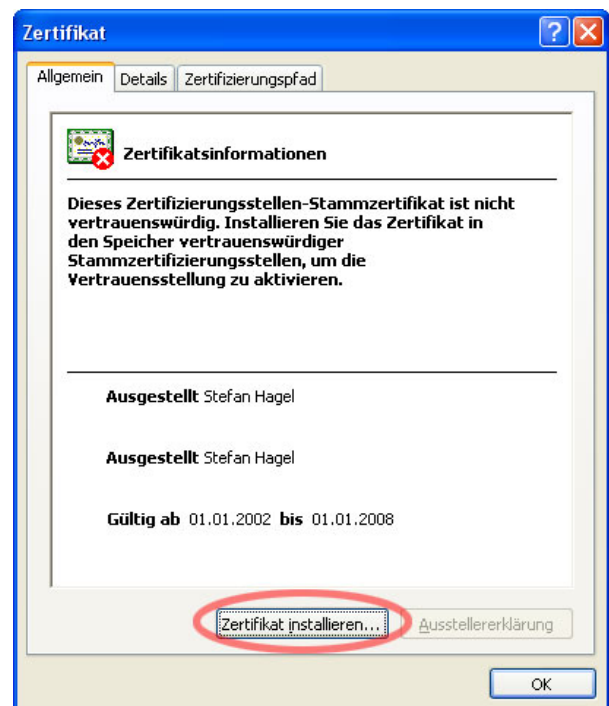 Zertifikat
Allgemein Details Zertifizierungspfad
Zertifikatsinformationen
Dieses Zertifizierungsstellen-Stammzertifikat ist nicht
vertrauenswürdig. Installieren Sie das Zertifikat in
den Speicher vertrauenswürdiger
Stammzertifizierungsstellen, um die
Vertrauensstellung zu aktivieren.
Ausgestellt Stefan Hagel
Ausgestellt Stefan Hagel
Gültig ab 01.01.2002 bis 01.01.2008
Zertifikat installieren... Ausstellererklärung
OK